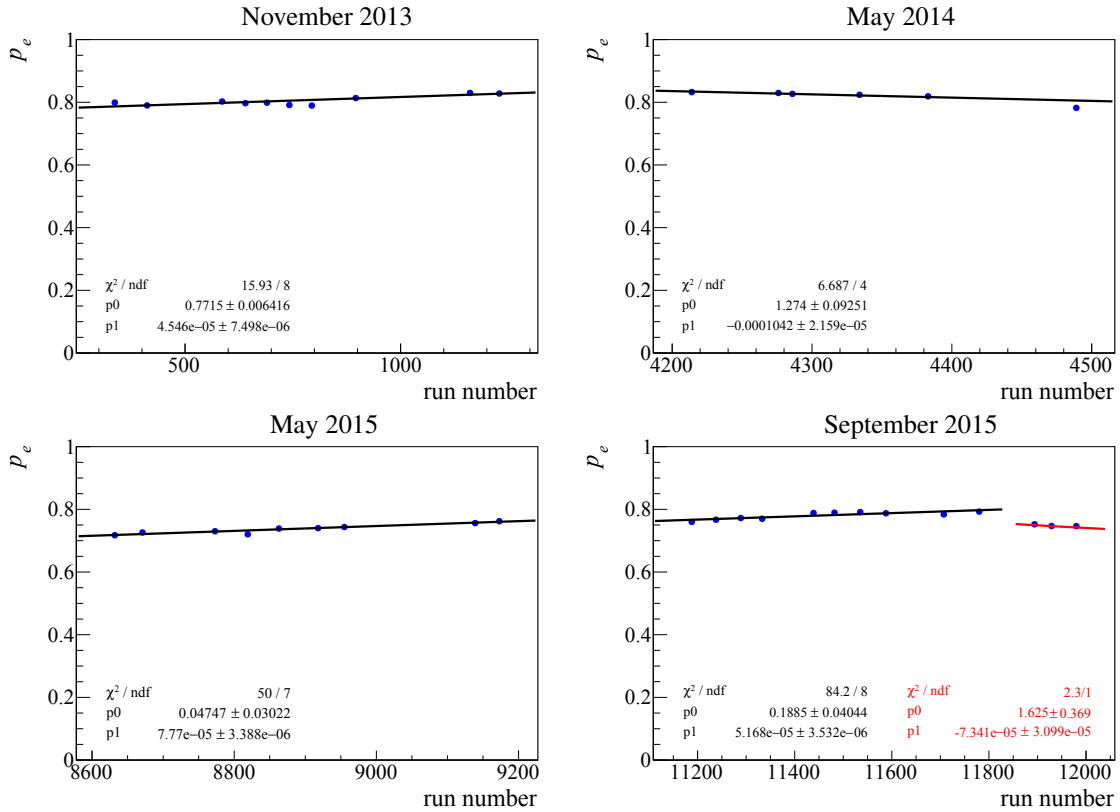 November 2013
p e
1
0.8
0.6
0.4
0.2
0
χ² / ndf 15.93 / 8
p0 0.7715 ± 0.006416
p1 4.546e−05 ± 7.498e−06
500 1000
run number
May 2014
p e
1
0.8
0.6
0.4
0.2
0
χ² / ndf 6.687 / 4
p0 1.274 ± 0.09251
p1 −0.0001042 ± 2.159e−05
4200 4300 4400 4500
run number
May 2015
p e
1
0.8
0.6
0.4
0.2
0
χ² / ndf 50 / 7
p0 0.04747 ± 0.03022
p1 7.77e−05 ± 3.388e−06
8600 8800 9000 9200
run number
September 2015
p e
1
0.8
0.6
0.4
0.2
0
χ² / ndf 84.2 / 8 χ² / ndf 2.3/1
p0 0.1885 ± 0.04044 p0 1.625±0.369
p1 5.168e−05 ± 3.532e−06 p1 -7.341e−05 ± 3.099e−05
11200 11400 11600 11800 12000
run number